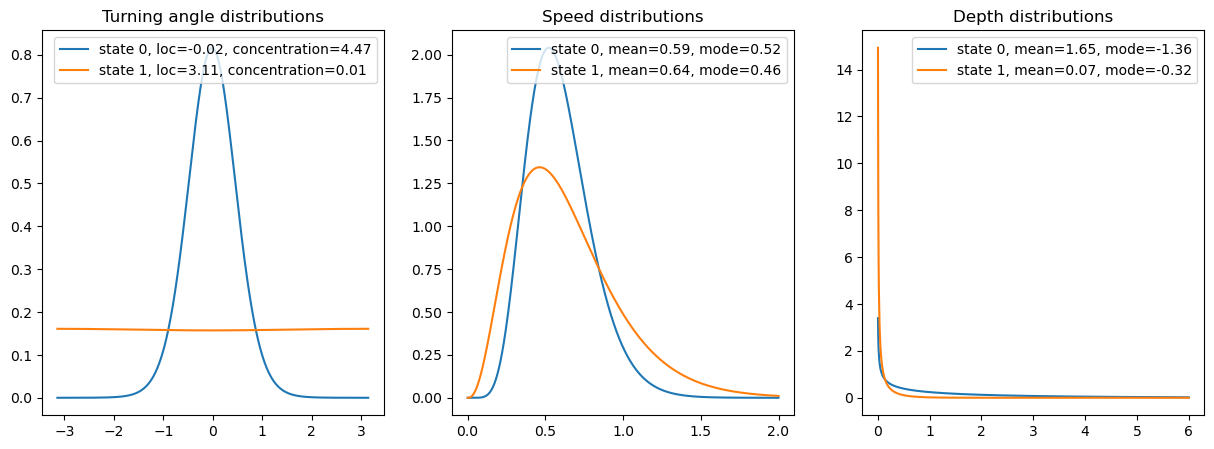 Turning angle distributions
state 0, loc=-0.02, concentration=4.47
state 1, loc=3.11, concentration=0.01
0.8
0.7
0.6
0.5
0.4
0.3
0.2
0.1
0.0
−3 −2 −1 0 1 2 3
Speed distributions
state 0, mean=0.59, mode=0.52
state 1, mean=0.64, mode=0.46
2.00
1.75
1.50
1.25
1.00
0.75
0.50
0.25
0.00
0.0 0.5 1.0 1.5 2.0
Depth distributions
state 0, mean=1.65, mode=-1.36
state 1, mean=0.07, mode=-0.32
14
12
10
8
6
4
2
0
0 1 2 3 4 5 6